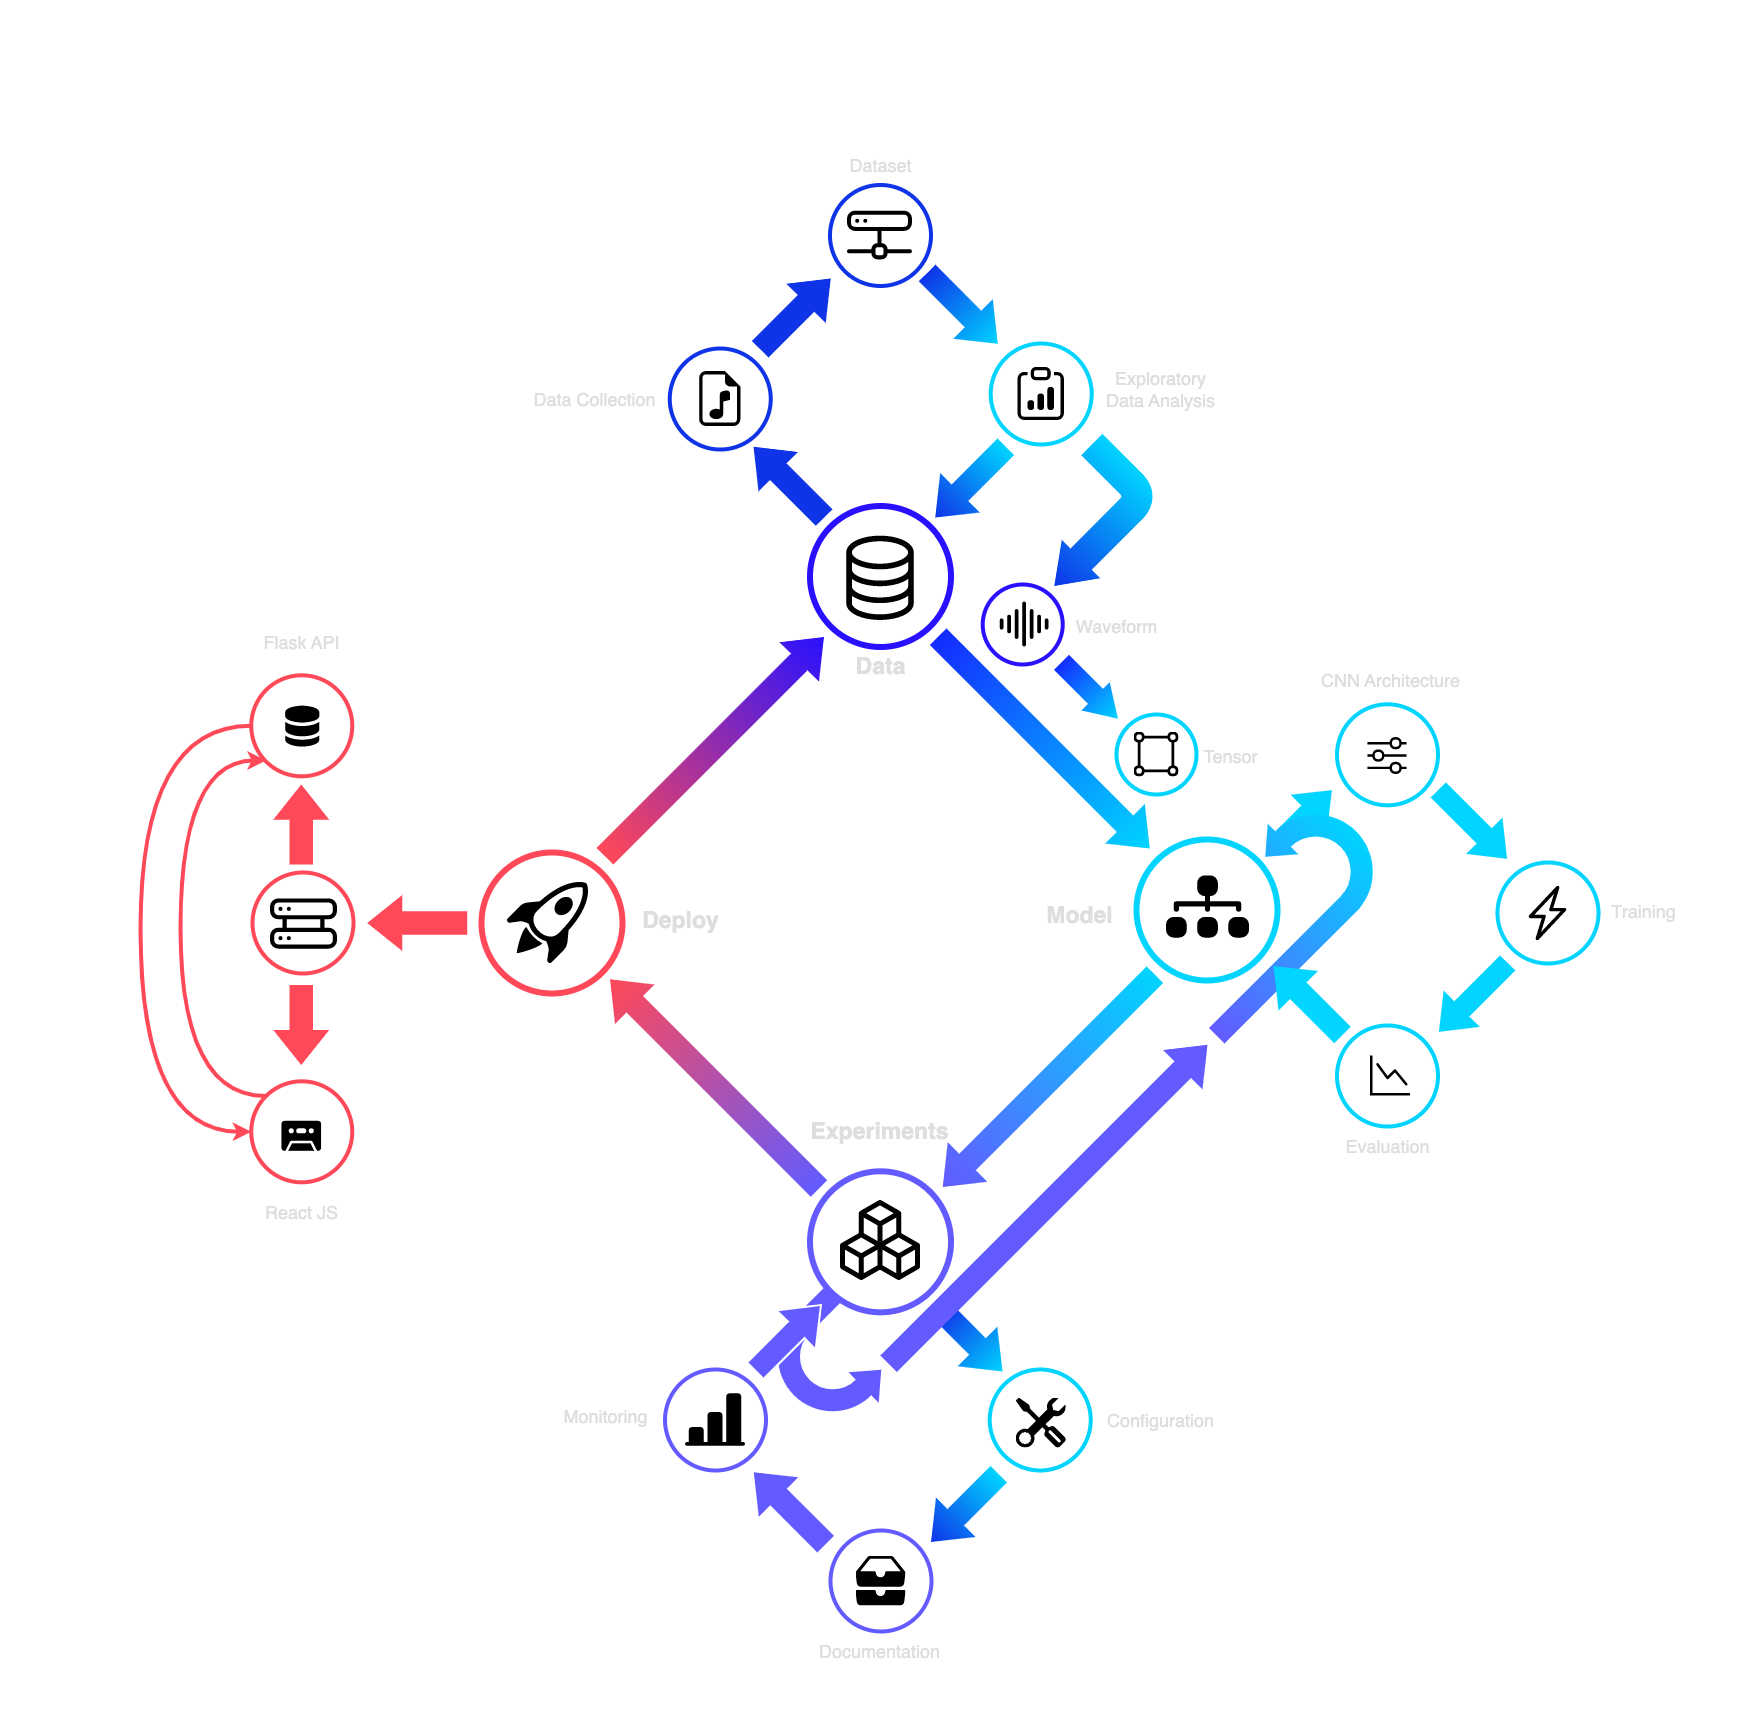 Dataset
Exploratory
Data Analysis
Data Collection
Waveform
Flask API
Data
CNN Architecture
Tensor
Training
Model
Deploy
Experiments
Evaluation
React JS
Monitoring
Configuration
Documentation